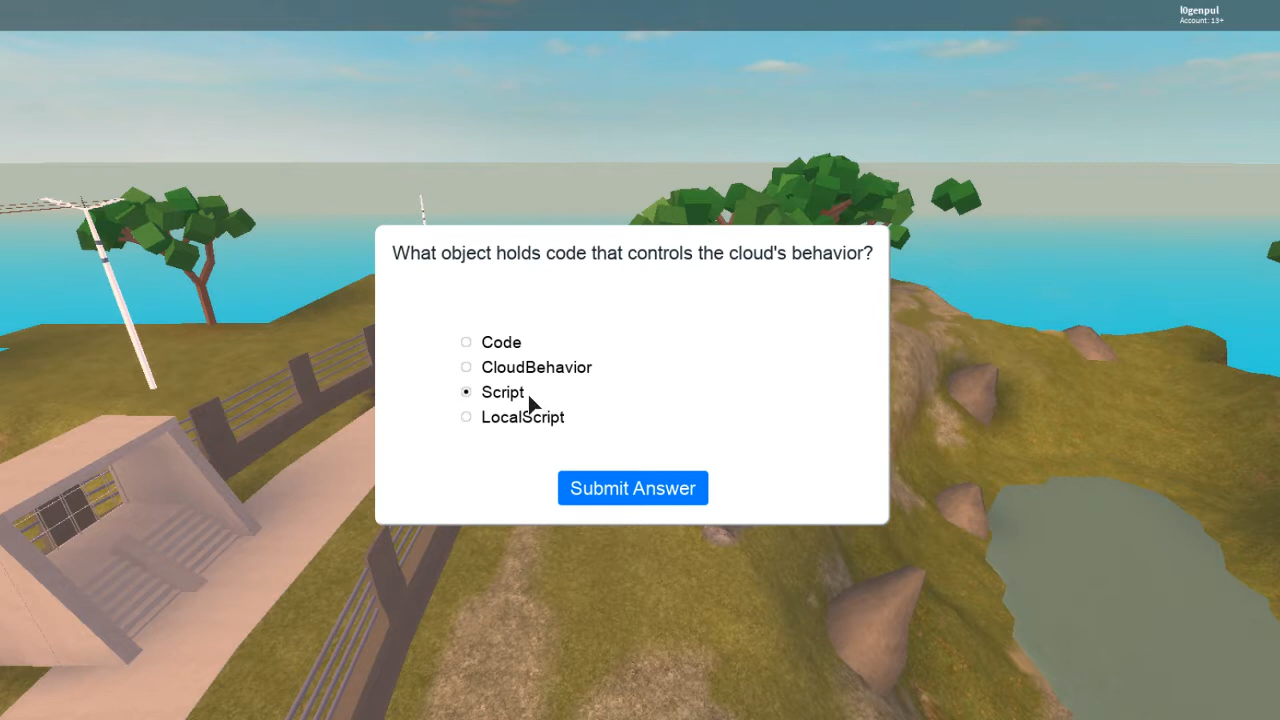 l0genpul
Account: 13+
What object holds code that controls the cloud's behavior?
Code
CloudBehavior
Script
LocalScript
Submit Answer